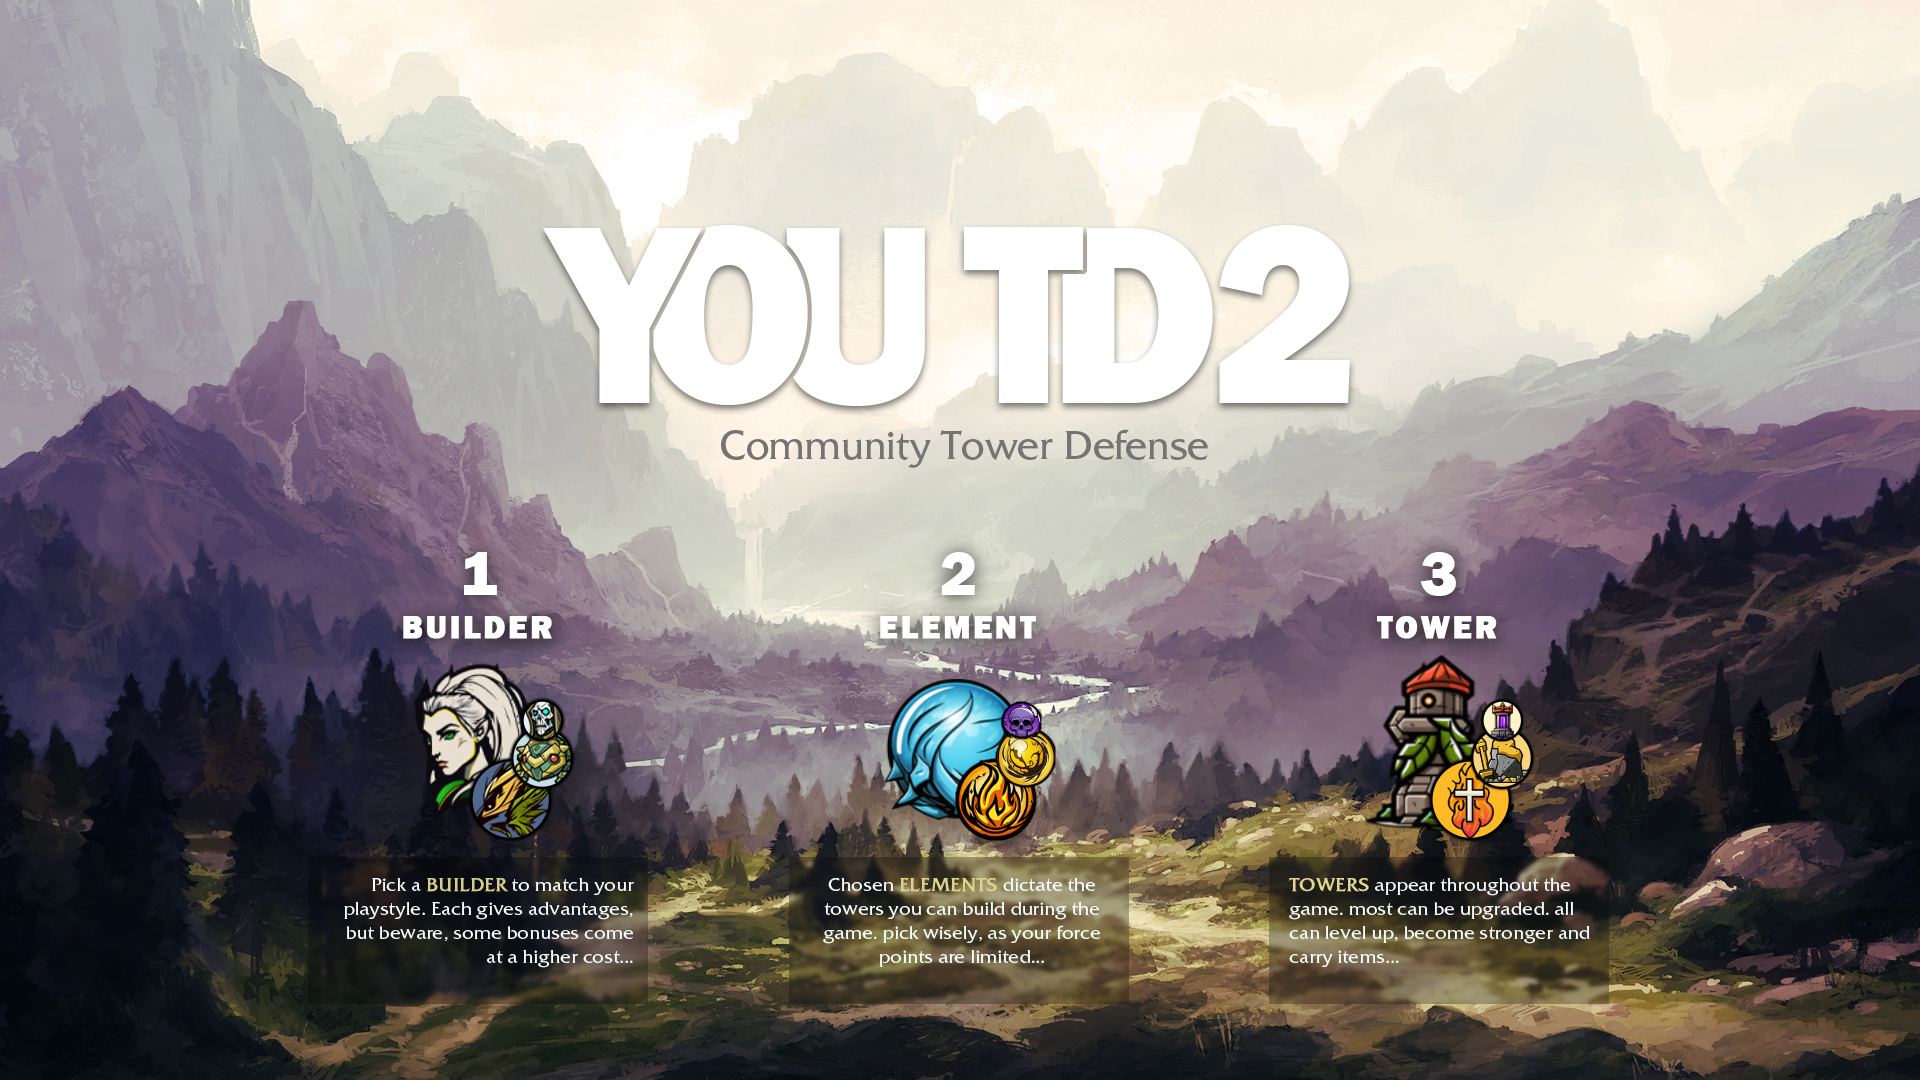 YOU TD 2
Community Tower Defense
1
BUILDER
Pick a BUILDER to match your
playstyle. Each gives advantages,
but beware, some bonuses come
at a higher cost...
2
ELEMENT
Chosen ELEMENTS dictate the
towers you can build during the
game. pick wisely, as your force
points are limited...
3
TOWER
TOWERS appear throughout the
game. most can be upgraded. all
can level up, become stronger and
carry items...